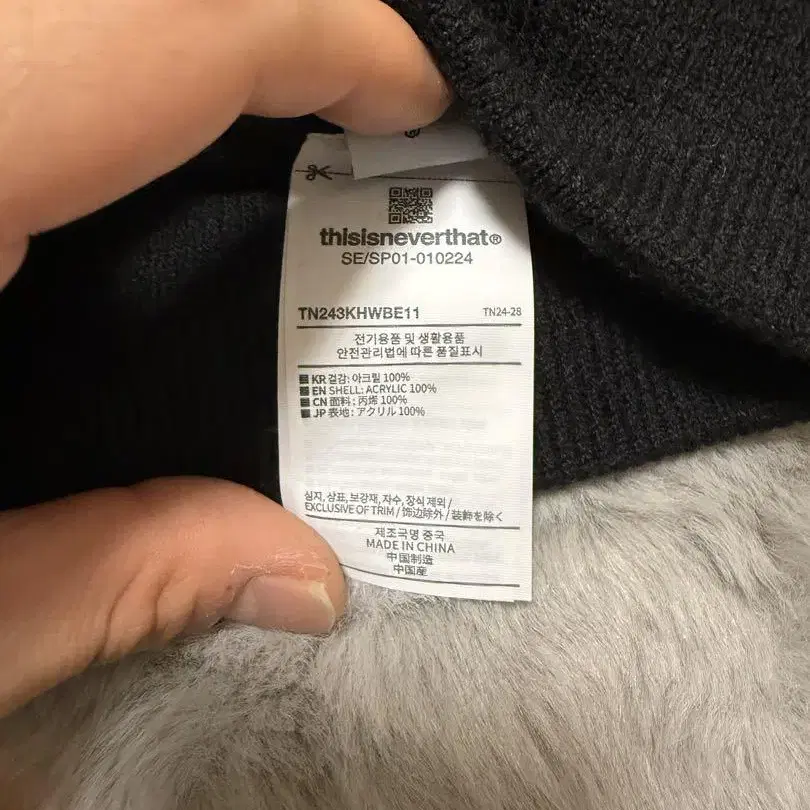 thisisneverthat®
SE/SP01-010224
TN243KHWBE11 TN24-28
전기용품 및 생활용품
안전관리법에 따른 품질표시
KR 겉감: 아크릴 100%
EN SHELL: ACRYLIC 100%
CN 面料: 丙烯 100%
JP 表地: アクリル 100%
심지, 상표, 보강재, 자수, 장식 제외 /
EXCLUSIVE OF TRIM / 饰边除外 / 装飾を除く
제조국명 중국
MADE IN CHINA
中国制造
中国産